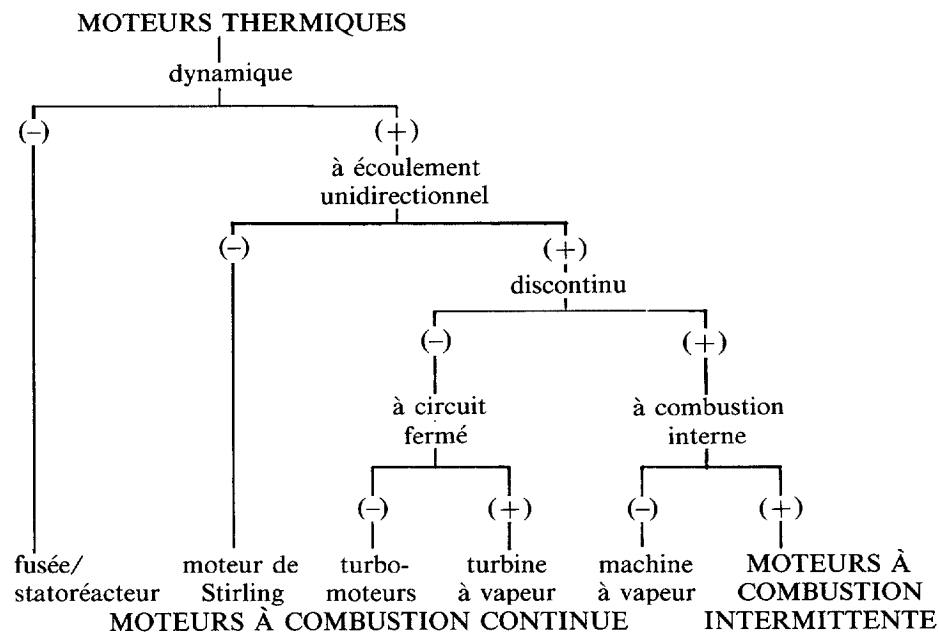 MOTEURS THERMIQUES
dynamique
(–) (+)
à écoulement
unidirectionnel
(–) (+)
discontinu
(–) (+)
à circuit à combustion
fermé interne
(–) (+) (–) (+)
fusée/ moteur de turbo- turbine machine MOTEURS À
statoréacteur Stirling moteurs à vapeur à vapeur COMBUSTION
MOTEURS À COMBUSTION CONTINUE INTERMITTENTE